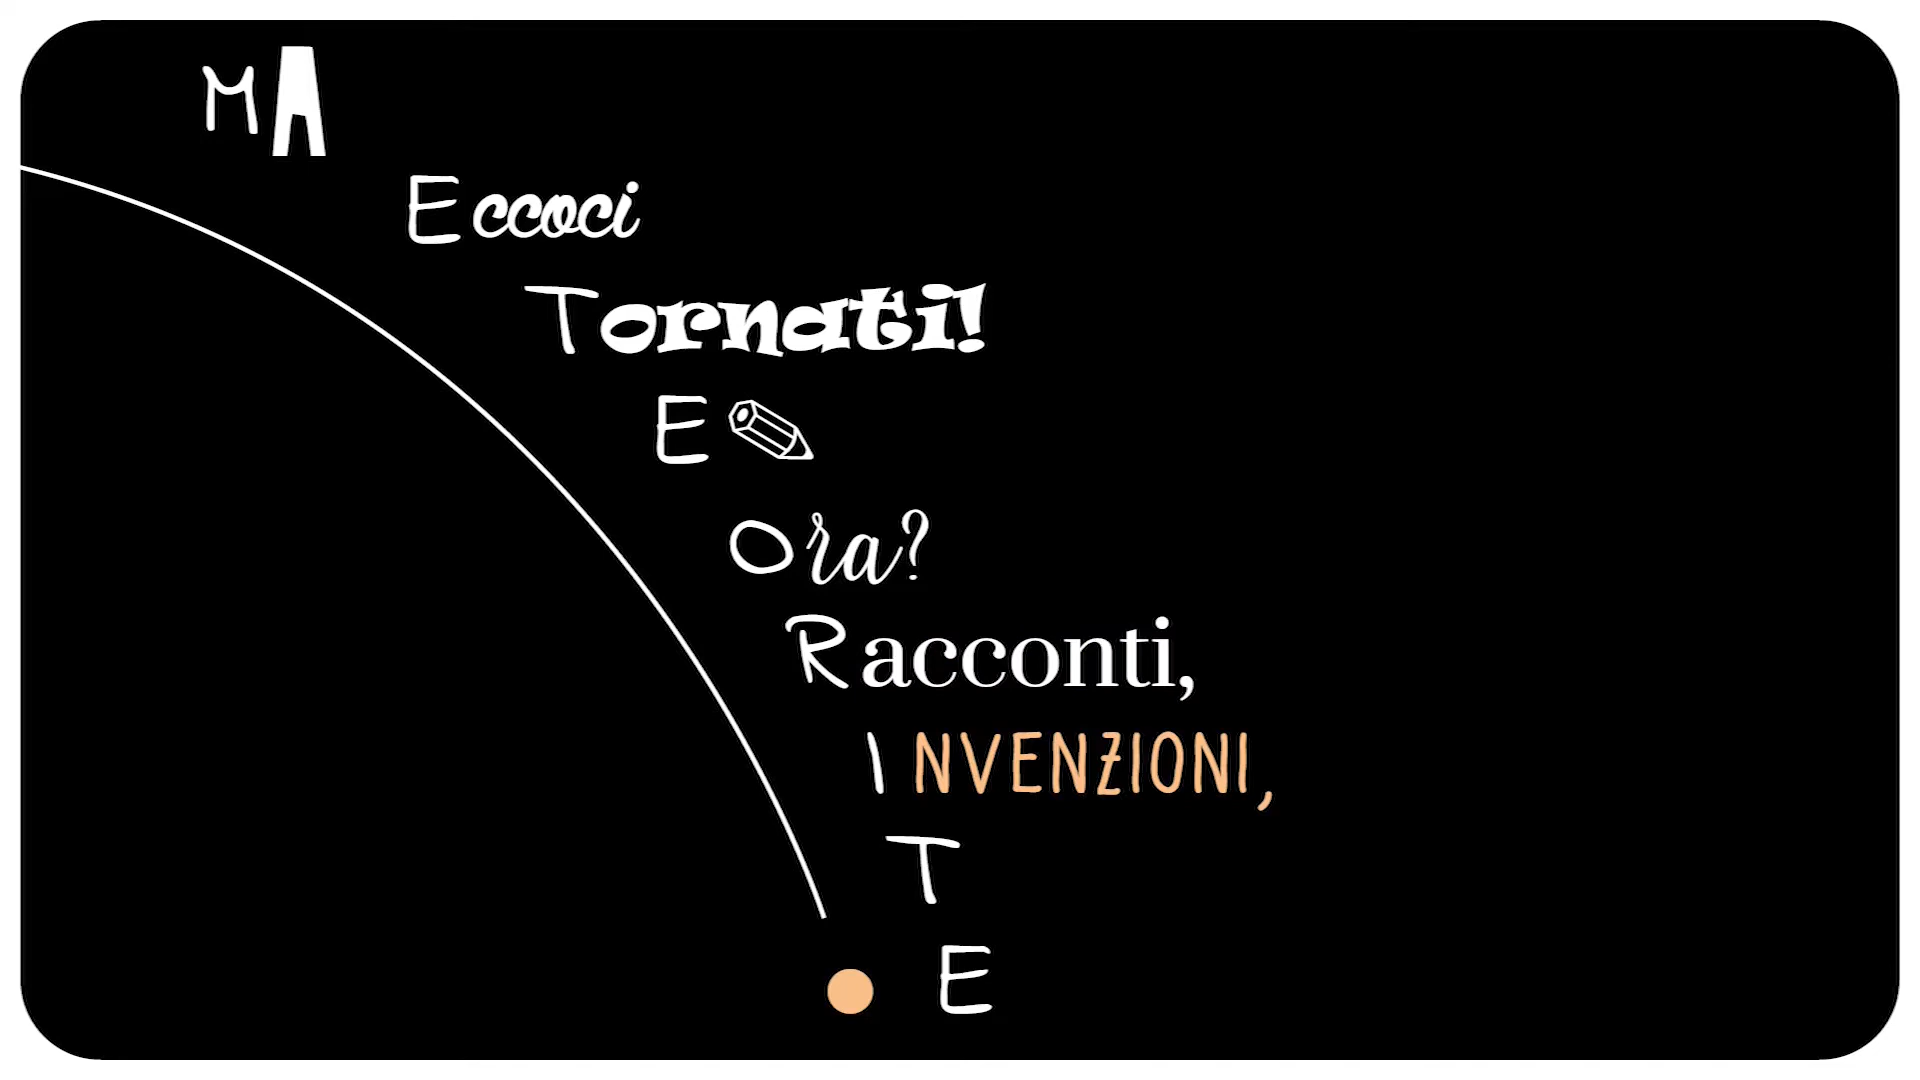 MA
Eccoci
Tornati!
E
Ora?
Racconti,
INVENZIONI,
T
E